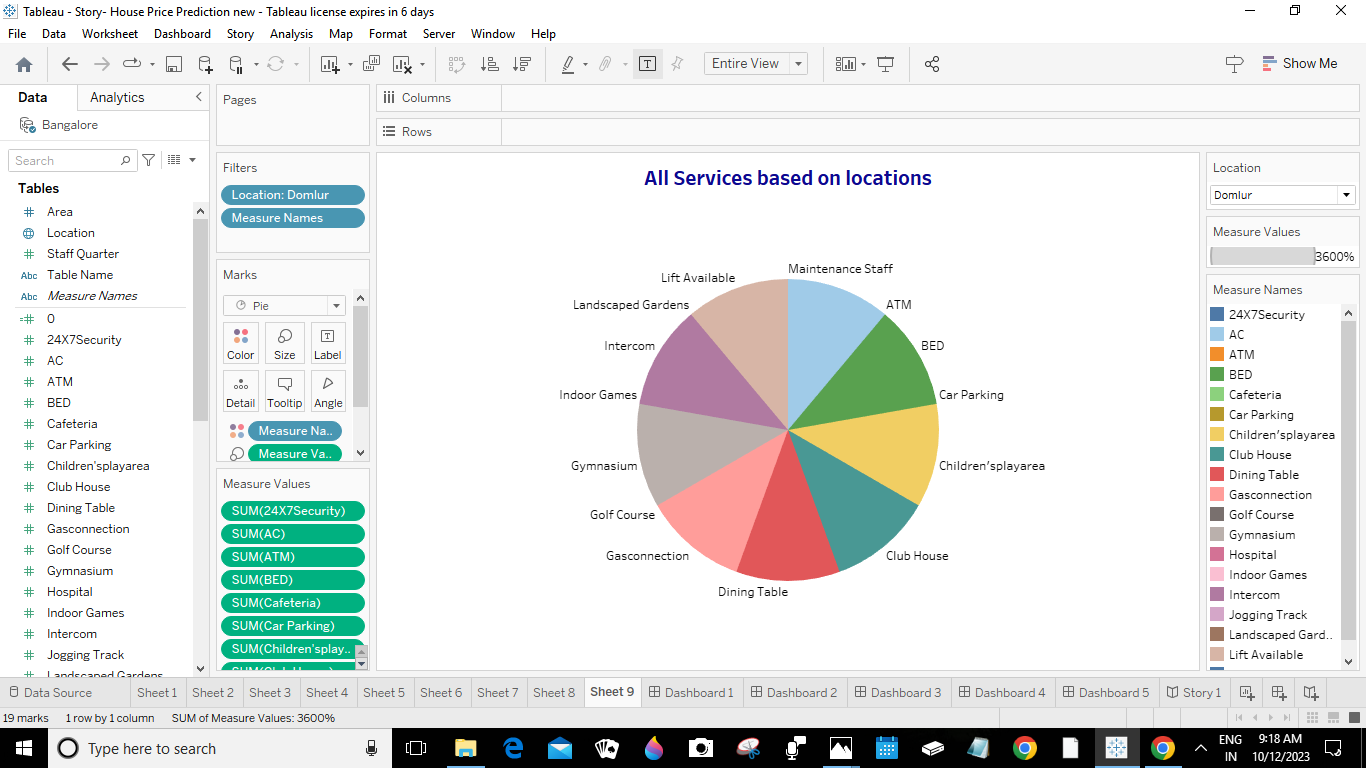 Tableau - Story- House Price Prediction new - Tableau license expires in 6 days
File Data Worksheet Dashboard Story Analysis Map Format Server Window Help
Entire View
Show Me
Data Analytics
Bangalore
Search
Tables
Area
Location
Staff Quarter
Abc Table Name
Abc Measure Names
0
24X7Security
AC
ATM
BED
Cafeteria
Car Parking
Children'splayarea
Club House
Dining Table
Gasconnection
Golf Course
Gymnasium
Hospital
Indoor Games
Intercom
Jogging Track
Landscaped Gardens
Pages
Filters
Location: Domlur
Measure Names
Marks
Pie
Color Size Label
Detail Tooltip Angle
Measure Na..
Measure Va..
Measure Values
SUM(24X7Security)
SUM(AC)
SUM(ATM)
SUM(BED)
SUM(Cafeteria)
SUM(Car Parking)
SUM(Children'splay..
SUM(Club House)
Columns
Rows
All Services based on locations
Maintenance Staff
Lift Available
ATM
Landscaped Gardens
Intercom
BED
Indoor Games
Car Parking
Gymnasium
Children'splayarea
Golf Course
Gasconnection
Club House
Dining Table
Location
Domlur
Measure Values
3600%
Measure Names
24X7Security
AC
ATM
BED
Cafeteria
Car Parking
Children'splayarea
Club House
Dining Table
Gasconnection
Golf Course
Gymnasium
Hospital
Indoor Games
Intercom
Jogging Track
Landscaped Gard..
Lift Available
Data Source Sheet 1 Sheet 2 Sheet 3 Sheet 4 Sheet 5 Sheet 6 Sheet 7 Sheet 8 Sheet 9 Dashboard 1 Dashboard 2 Dashboard 3 Dashboard 4 Dashboard 5 Story 1
19 marks 1 row by 1 column SUM of Measure Values: 3600%
Type here to search
ENG 9:18 AM
IN 10/12/2023